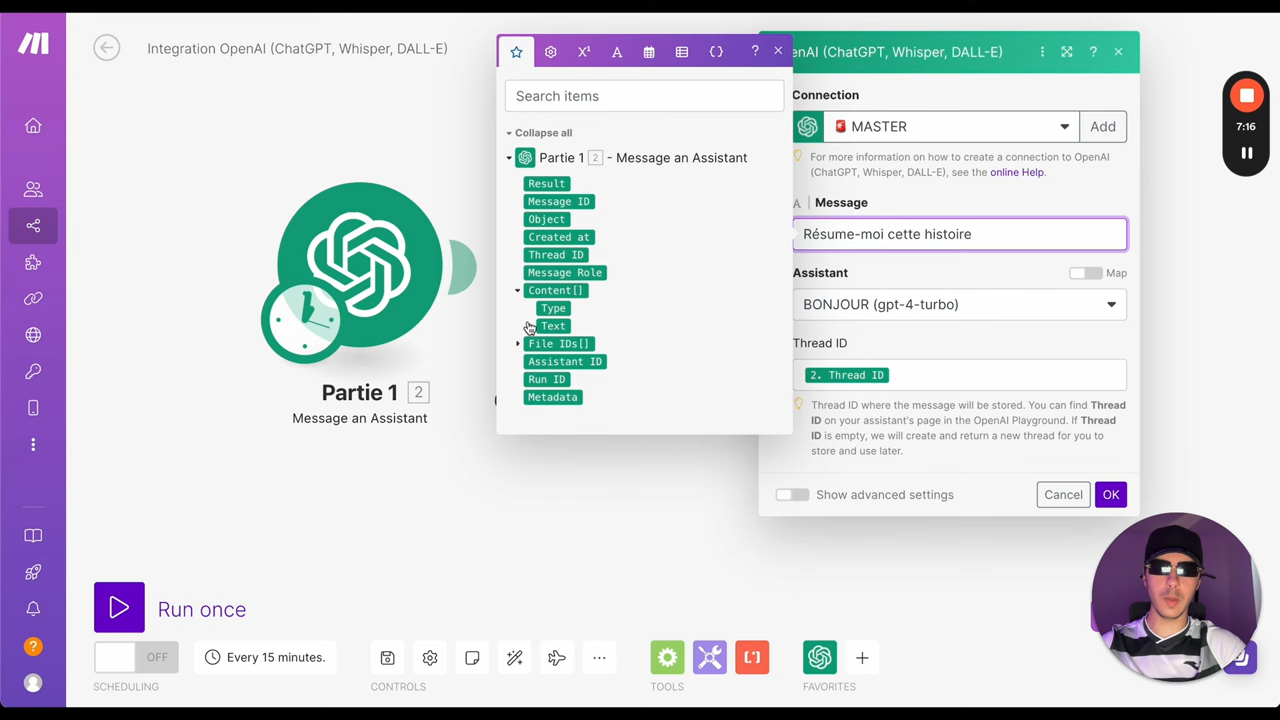 Integration OpenAI (ChatGPT, Whisper, DALL-E)
Search items
Collapse all
Partie 1 2 - Message an Assistant
Result
Message ID
Object
Created at
Thread ID
Message Role
Content[]
Type
Text
File IDs[]
Assistant ID
Run ID
Metadata
enAI (ChatGPT, Whisper, DALL-E)
Connection
MASTER
Add
For more information on how to create a connection to OpenAI
(ChatGPT, Whisper, DALL-E), see the online Help.
A Message
Résume-moi cette histoire
Assistant
Map
BONJOUR (gpt-4-turbo)
Thread ID
2. Thread ID
Thread ID where the message will be stored. You can find Thread
ID on your assistant's page in the OpenAI Playground. If Thread
ID is empty, we will create and return a new thread for you to
store and use later.
Show advanced settings
Cancel
OK
7:16
Partie 1 2
Message an Assistant
Run once
OFF
Every 15 minutes.
SCHEDULING
CONTROLS
TOOLS
FAVORITES